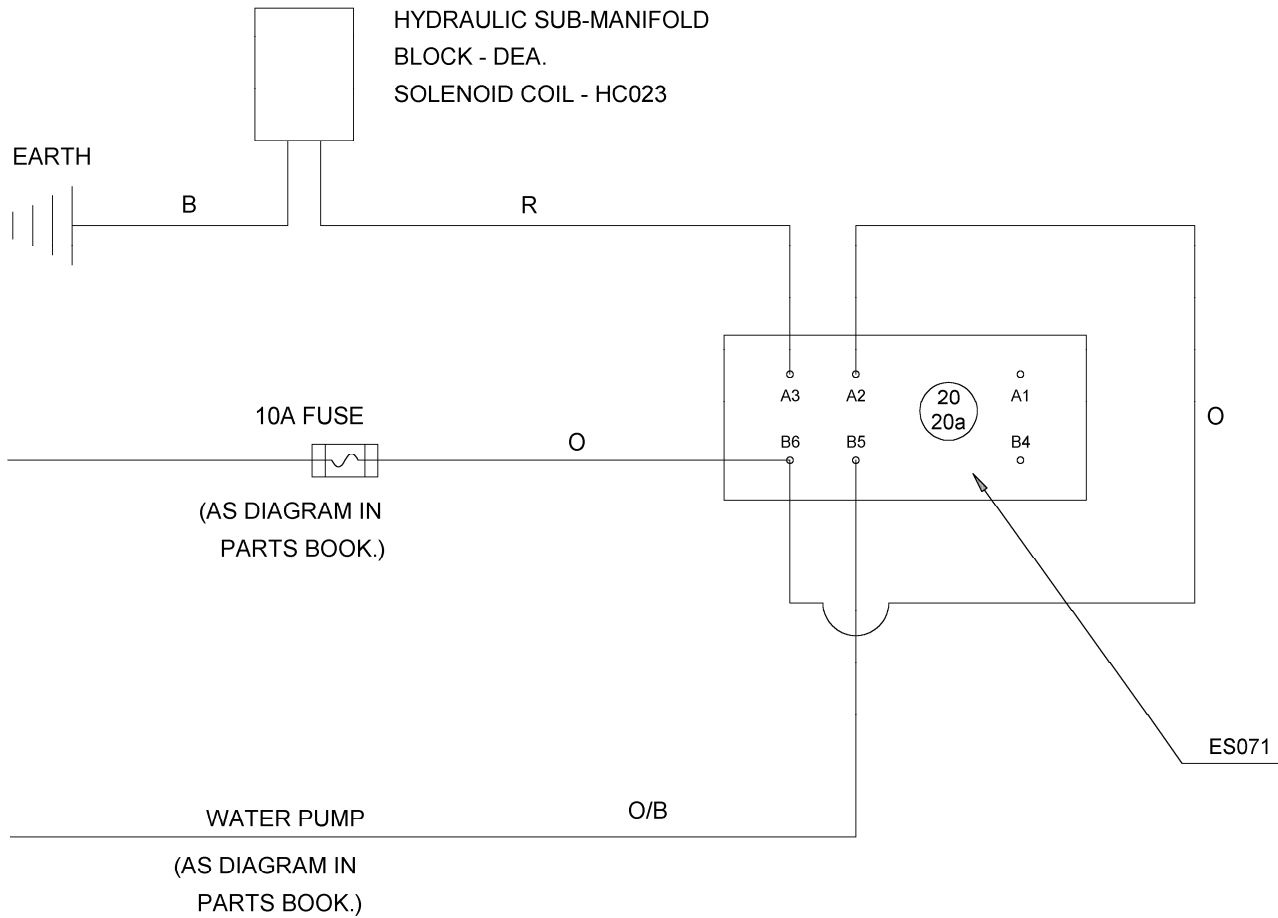 HYDRAULIC SUB-MANIFOLD
BLOCK - DEA.
SOLENOID COIL - HC023
EARTH
B
R
A3
A2
20
20a
A1
B6
B5
B4
O
10A FUSE
O
(AS DIAGRAM IN
PARTS BOOK.)
ES071
WATER PUMP
O/B
(AS DIAGRAM IN
PARTS BOOK.)